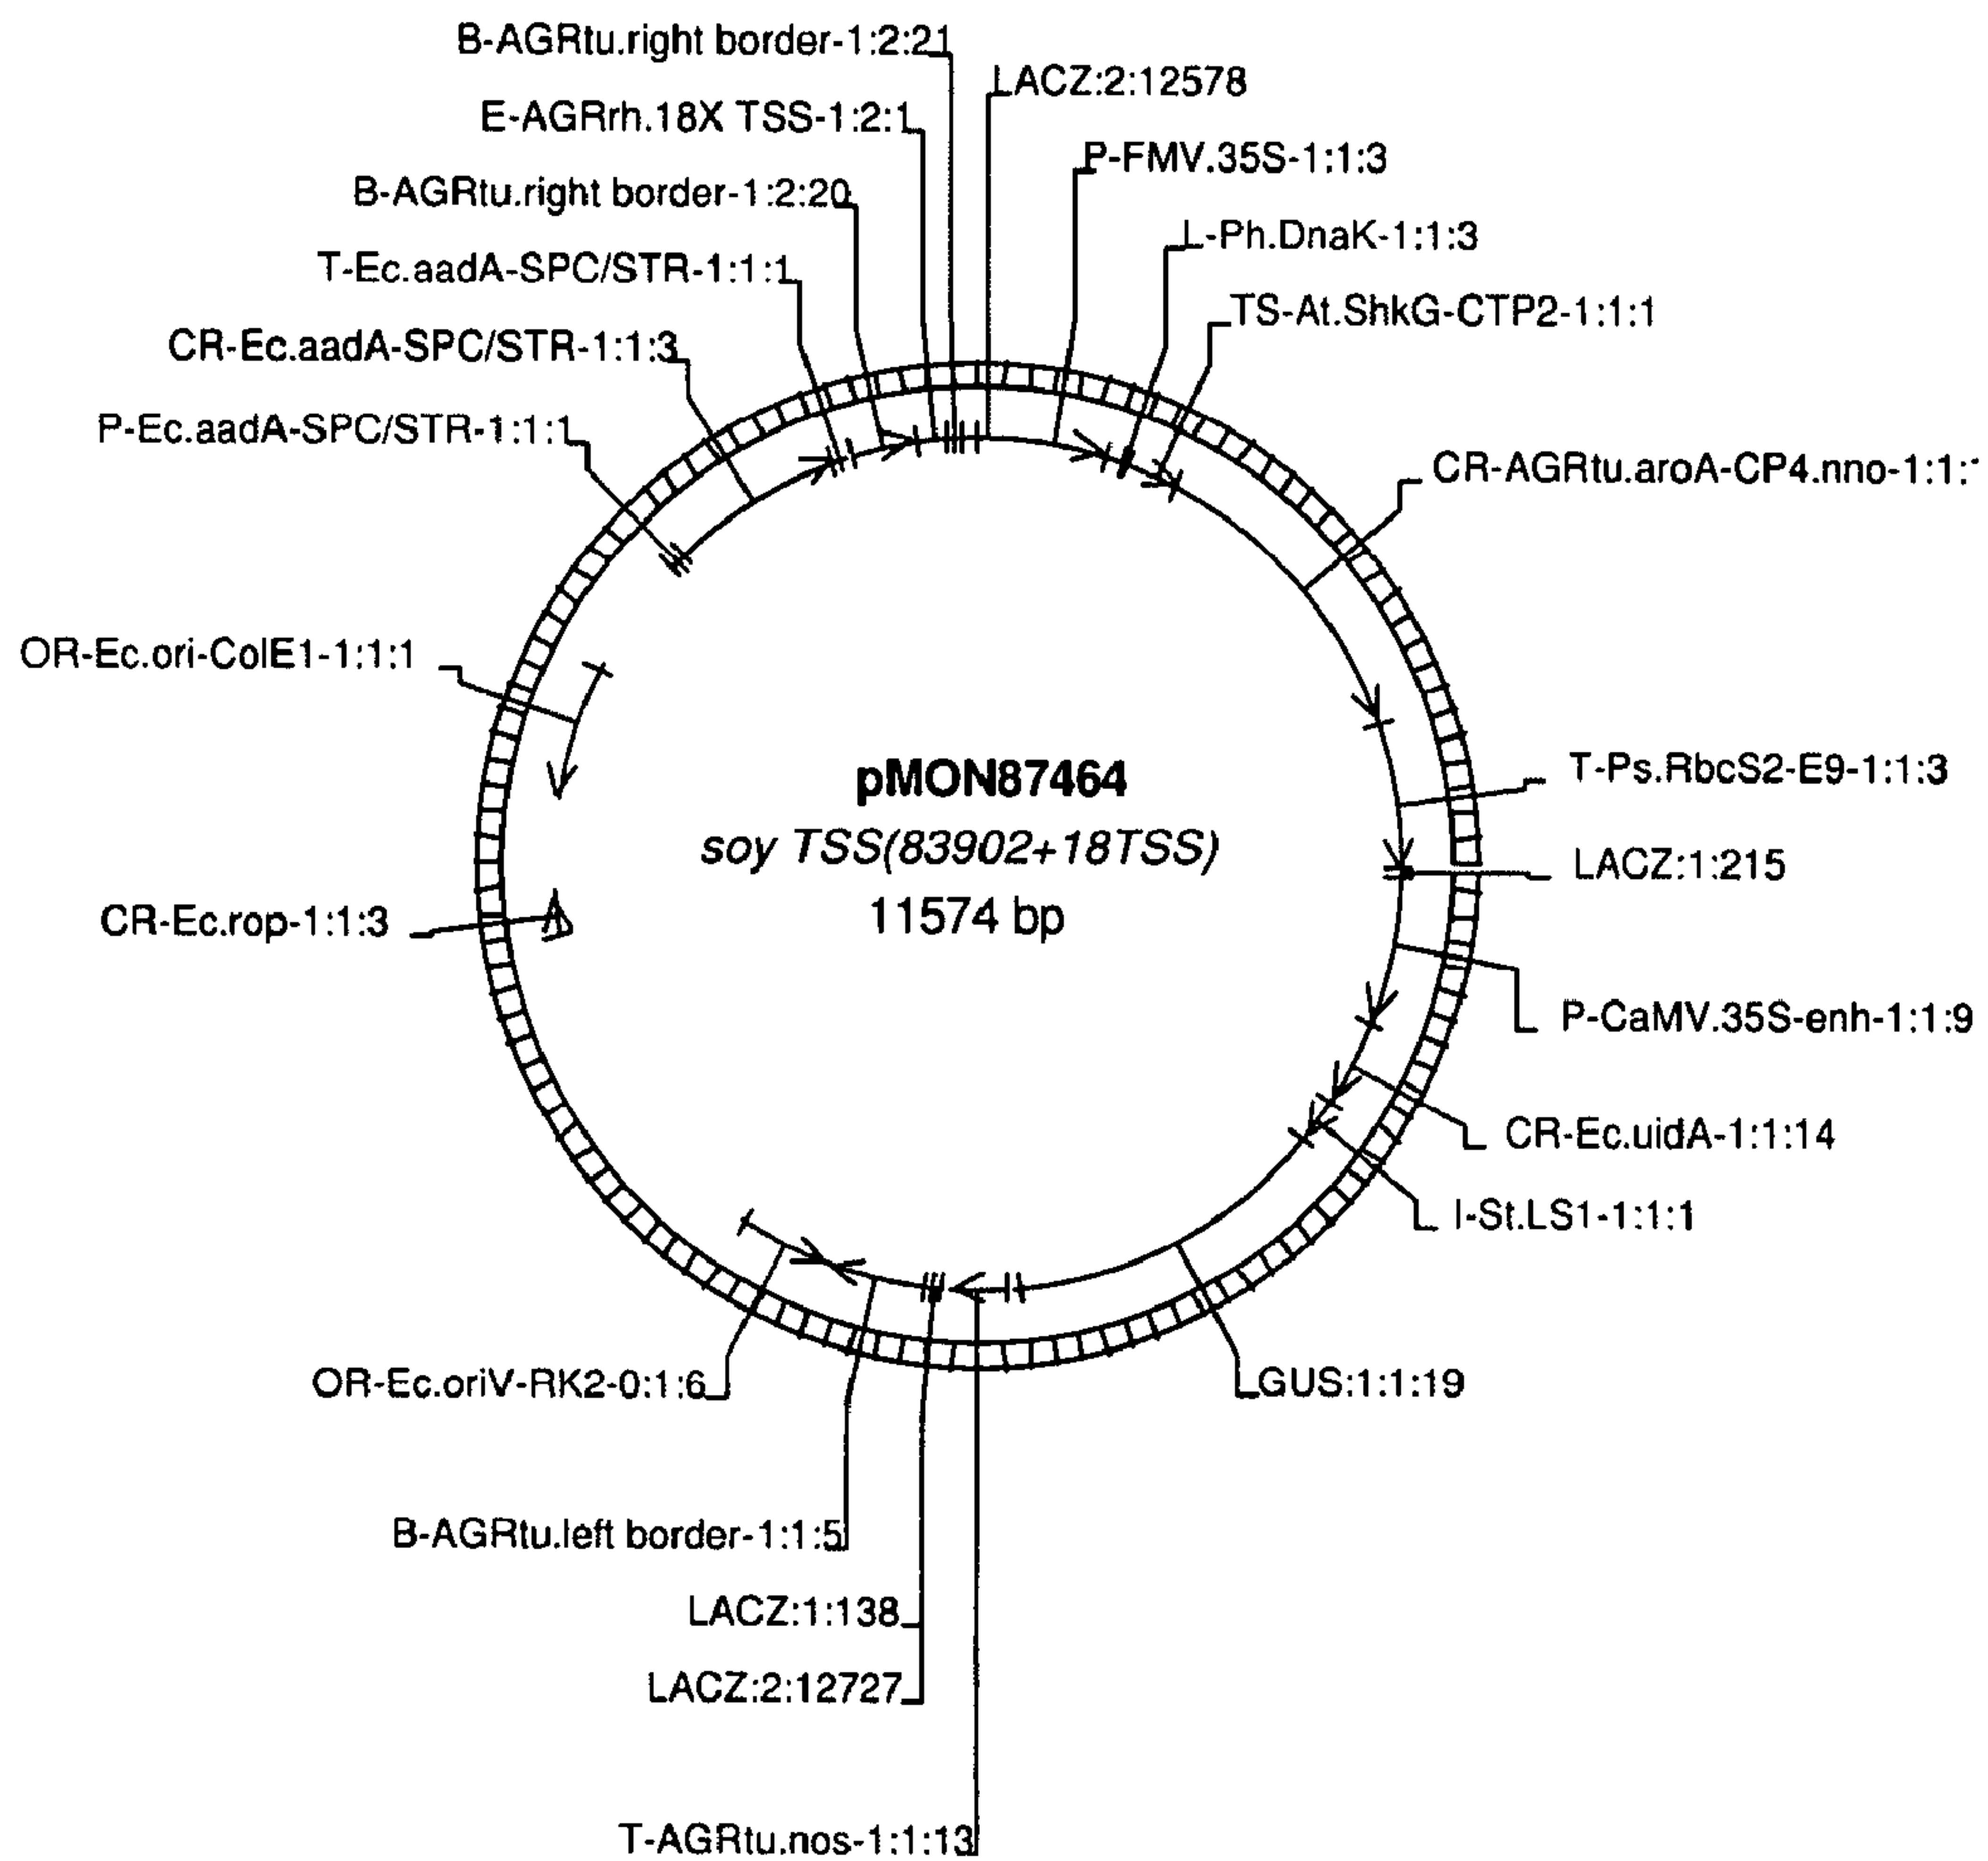 B-AGRtu.right border-1:2:21
LACZ:2:12578
E-AGRrh.18X TSS-1:2:1
P-FMV.35S-1:1:3
B-AGRtu.right border-1:2:20
L-Ph.DnaK-1:1:3
T-Ec.aadA-SPC/STR-1:1:1
TS-At.ShkG-CTP2-1:1:1
CR-Ec.aadA-SPC/STR-1:1:3
P-Ec.aadA-SPC/STR-1:1:1
CR-AGRtu.aroA-CP4.nno-1:1:
OR-Ec.ori-ColE1-1:1:1
pMON87464
soy TSS(83902+18TSS)
11574 bp
T-Ps.RbcS2-E9-1:1:3
LACZ:1:215
CR-Ec.rop-1:1:3
P-CaMV.35S-enh-1:1:9
CR-Ec.uidA-1:1:14
I-St.LS1-1:1:1
OR-Ec.oriV-RK2-0:1:6
GUS:1:1:19
B-AGRtu.left border-1:1:5
LACZ:1:138
LACZ:2:12727
T-AGRtu.nos-1:1:13